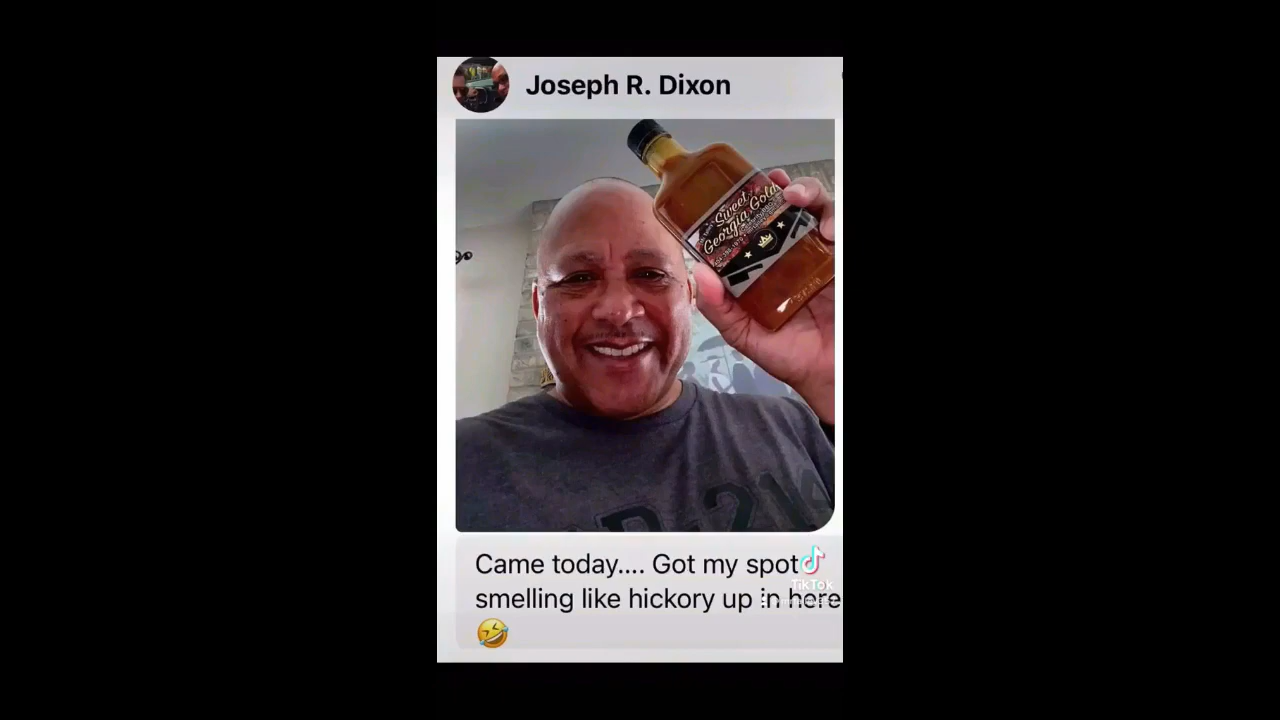 Joseph R. Dixon
Sweet
Georgia Gold
Came today.... Got my spot
smelling like hickory up in here
🤣
TikTok